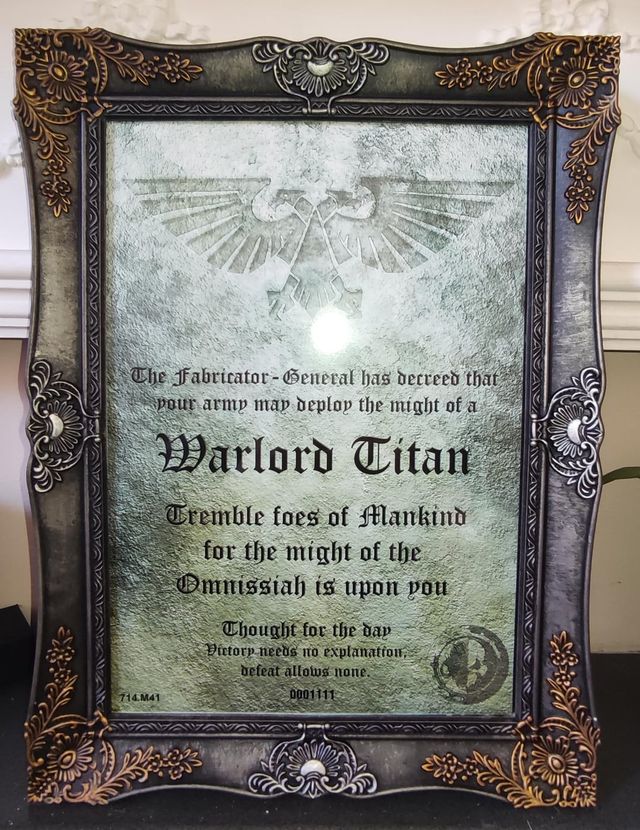 The Fabricator-General has decreed that
your army may deploy the might of a
Warlord Titan
Tremble foes of Mankind
for the might of the
Omnissiah is upon you
Thought for the day
Victory needs no explanation,
defeat allows none.
714.M41
0001111